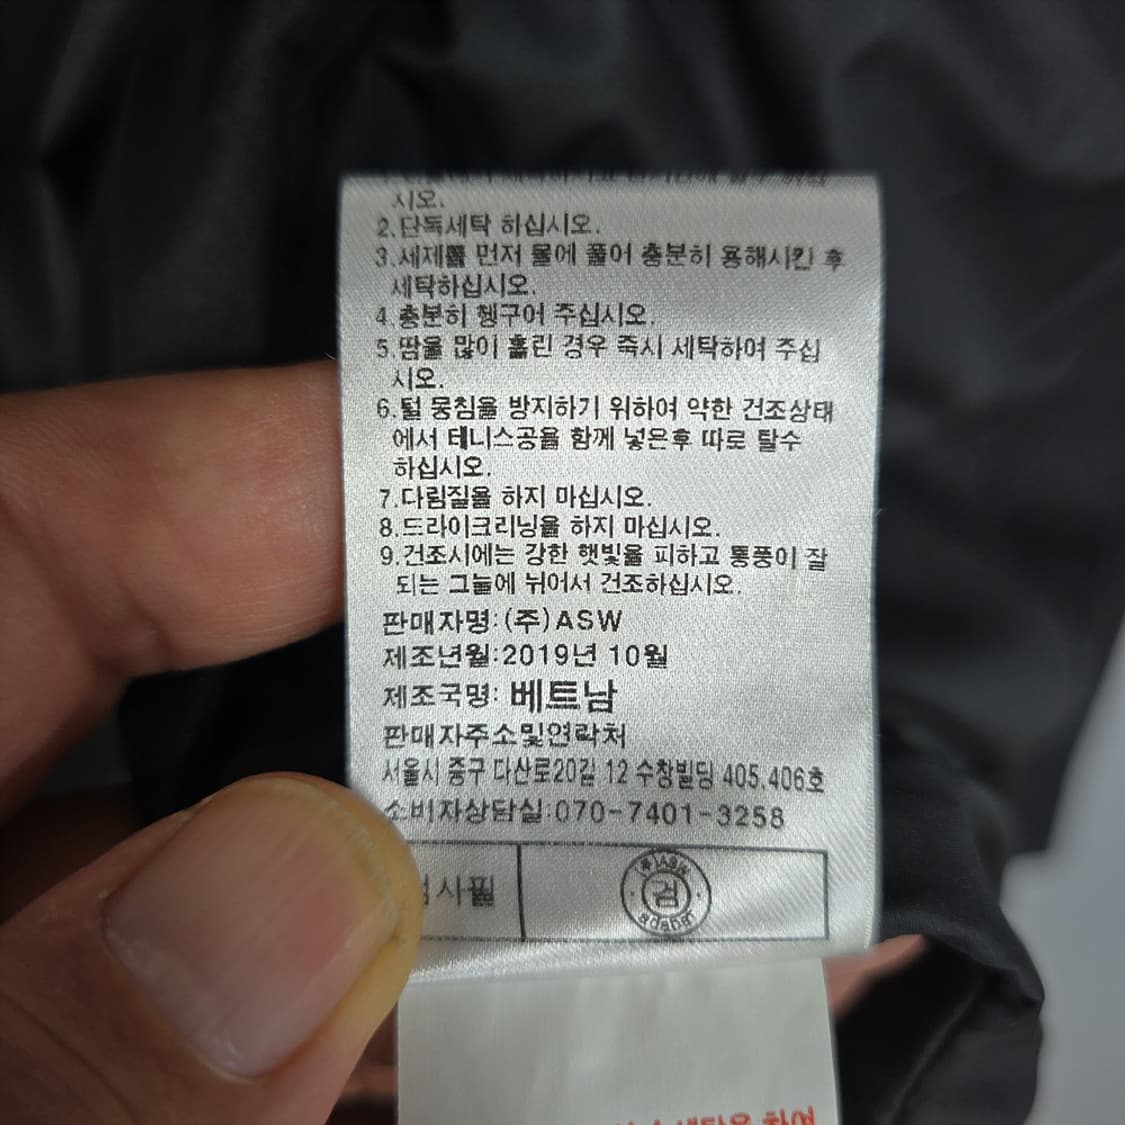 시오.
2.단독세탁 하십시오.
3.세제를 먼저 물에 풀어 충분히 용해시킨 후
세탁하십시오.
4.충분히 헹구어 주십시오.
5.땀을 많이 흘린 경우 즉시 세탁하여 주십
시오.
6.털 뭉침을 방지하기 위하여 약한 건조상태
에서 테니스공을 함께 넣은후 따로 탈수
하십시오.
7.다림질을 하지 마십시오.
8.드라이크리닝을 하지 마십시오.
9.건조시에는 강한 햇빛을 피하고 통풍이 잘
되는 그늘에 뉘어서 건조하십시오.
판매자명:(주)ASW
제조년월:2019년 10월
제조국명: 베트남
판매자주소및연락처
서울시 중구 다산로20길 12 수창빌딩 405.406호
소비자상담실:070-7401-3258
검사필
(주)ASW
검
adabat
세탁을 하여